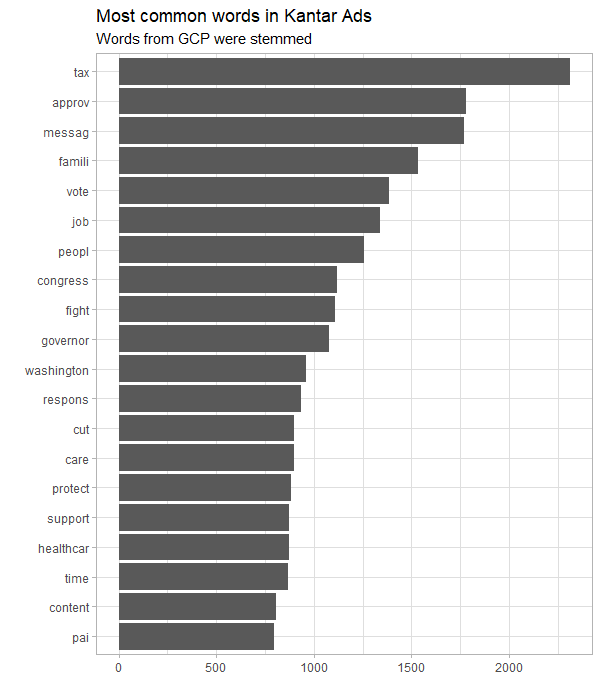 Most common words in Kantar Ads
Words from GCP were stemmed
tax
approv
messag
famili
vote
job
peopl
congress
fight
governor
washington
respons
cut
care
protect
support
healthcar
time
content
pai
0 500 1000 1500 2000